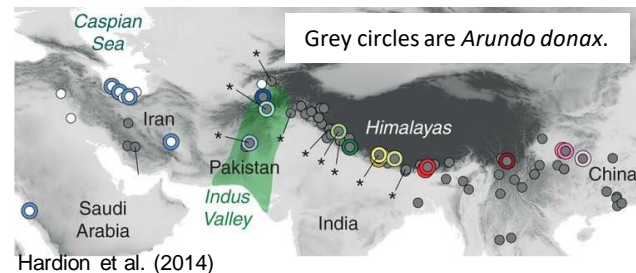 Caspian
Sea
Grey circles are Arundo donax.
*
*
Iran
Himalayas
*
*
*
*
*
*
Pakistan
China
Indus
Valley
Saudi
Arabia
India
Hardion et al. (2014)